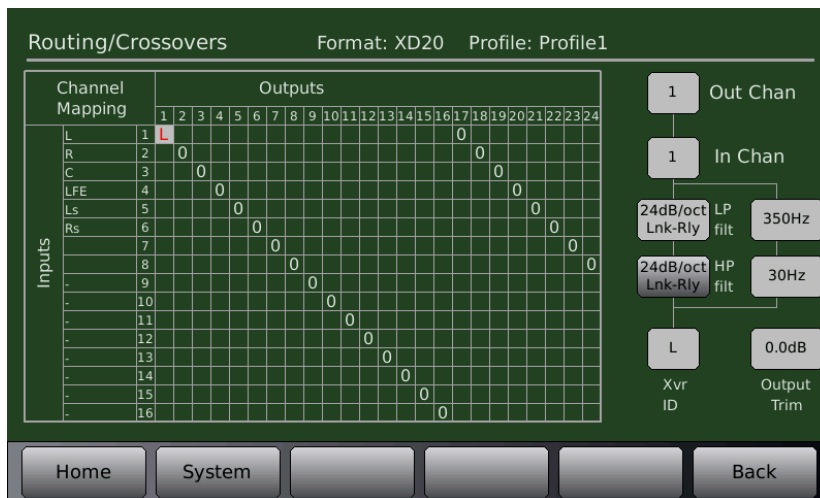 Routing/Crossovers Format: XD20 Profile: Profile1
Channel Mapping
Outputs
1 2 3 4 5 6 7 8 9 10 11 12 13 14 15 16 17 18 19 20 21 22 23 24
Inputs
L 1 L 0
R 2 0 0
C 3 0 0
LFE 4 0 0
Ls 5 0 0
Rs 6 0 0
7 0 0
8 0 0
- 9 0
- 10 0
- 11 0
- 12 0
- 13 0
- 14 0
- 15 0
- 16 0
1 Out Chan
1 In Chan
24dB/oct Lnk-Rly LP filt 350Hz
24dB/oct Lnk-Rly HP filt 30Hz
L 0.0dB
Xvr ID Output Trim
Home System Back